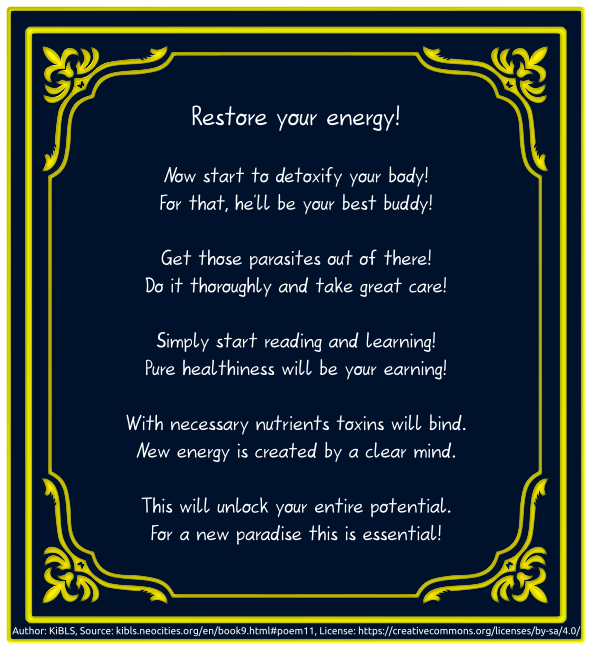 Restore your energy!
Now start to detoxify your body!
For that, he'll be your best buddy!
Get those parasites out of there!
Do it thoroughly and take great care!
Simply start reading and learning!
Pure healthiness will be your earning!
With necessary nutrients toxins will bind.
New energy is created by a clear mind.
This will unlock your entire potential.
For a new paradise this is essential!
Author: KiBLS, Source: kibls.neocities.org/en/book9.html#poem11, License: https://creativecommons.org/licenses/by-sa/4.0/